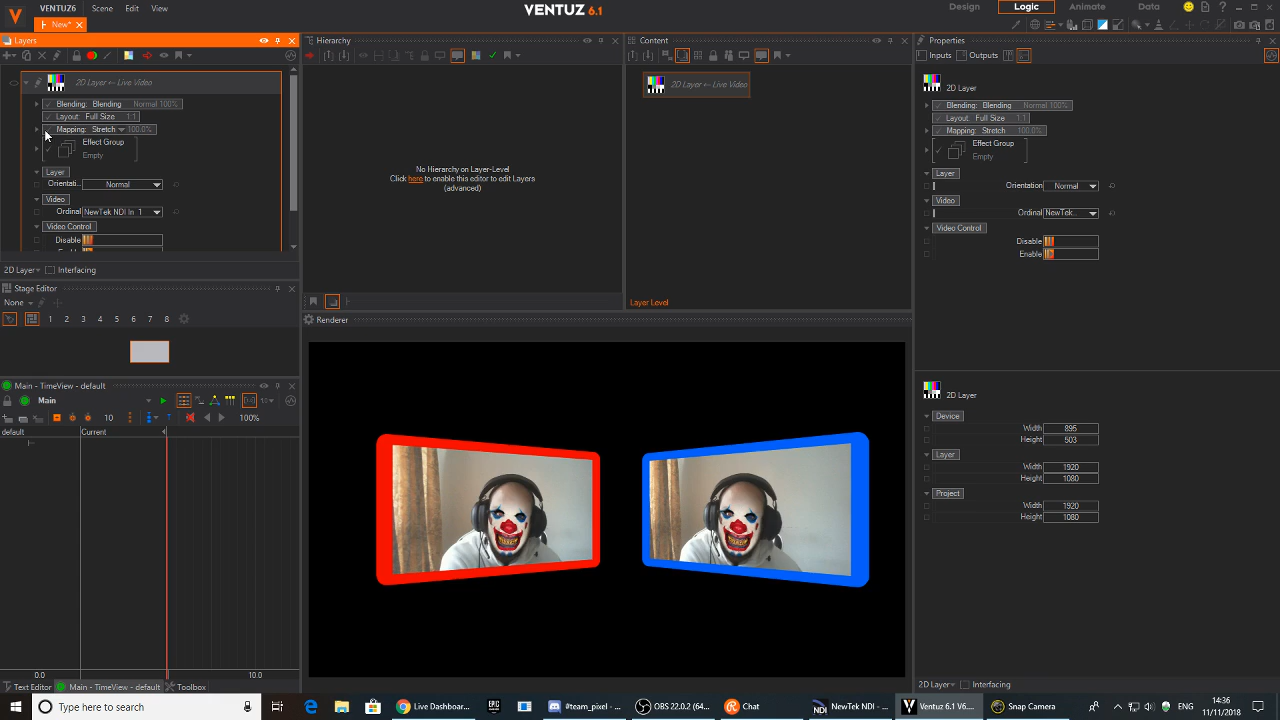 VENTUZ6 Scene Edit View
VENTUZ 6.1
Design Logic Animate Data
New*
Layers
2D Layer <- Live Video
Blending: Blending Normal 100%
Layout: Full Size 1:1
Mapping: Stretch 100.0%
Effect Group
Empty
Layer
Orientati... Normal
Video
Ordinal NewTek NDI In 1
Video Control
Disable
2D Layer Interfacing
Stage Editor
None
1 2 3 4 5 6 7 8
Main - TimeView - default
Main
10 100%
default Current
0.0 10.0
Text Editor Main - TimeView - default Toolbox
Hierarchy
No Hierarchy on Layer-Level
Click here to enable this editor to edit Layers
(advanced)
Content
2D Layer <- Live Video
Layer Level
Renderer
Properties
Inputs Outputs
2D Layer
Blending: Blending Normal 100%
Layout: Full Size 1:1
Mapping: Stretch 100.0%
Effect Group
Empty
Layer
Orientation Normal
Video
Ordinal NewTek...
Video Control
Disable
Enable
2D Layer
Device
Width 895
Height 503
Layer
Width 1920
Height 1080
Project
Width 1920
Height 1080
2D Layer Interfacing
Type here to search
Live Dashboar...
EPIC
#team_pixel - ...
OBS 22.0.2 (64-...
Chat
NDI NewTek NDI - ...
Ventuz 6.1 V6....
Snap Camera
ENG
14:36
11/11/2018